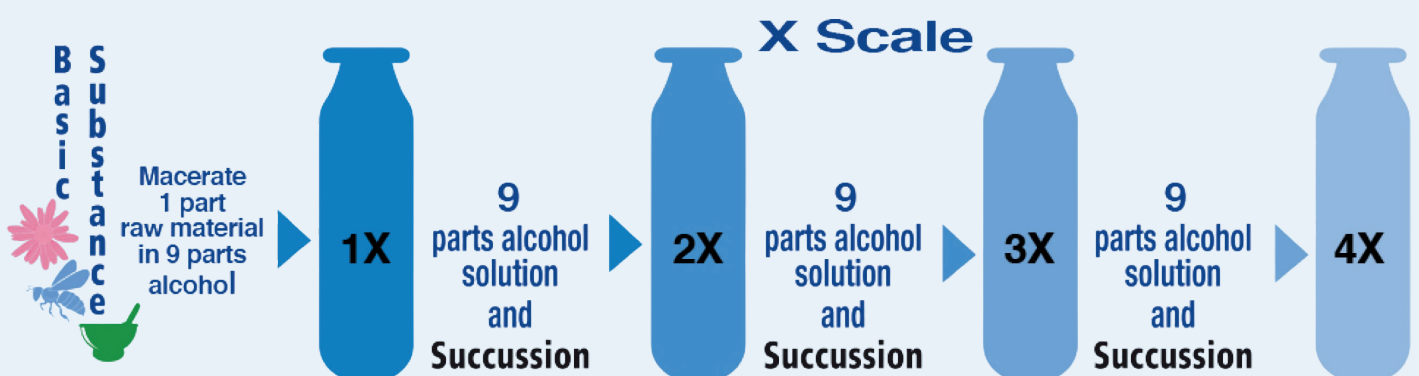 X Scale
Basic
Substance
Macerate
1 part
raw material
in 9 parts
alcohol
1X
9
parts alcohol
solution
and
Succussion
2X
9
parts alcohol
solution
and
Succussion
3X
9
parts alcohol
solution
and
Succussion
4X